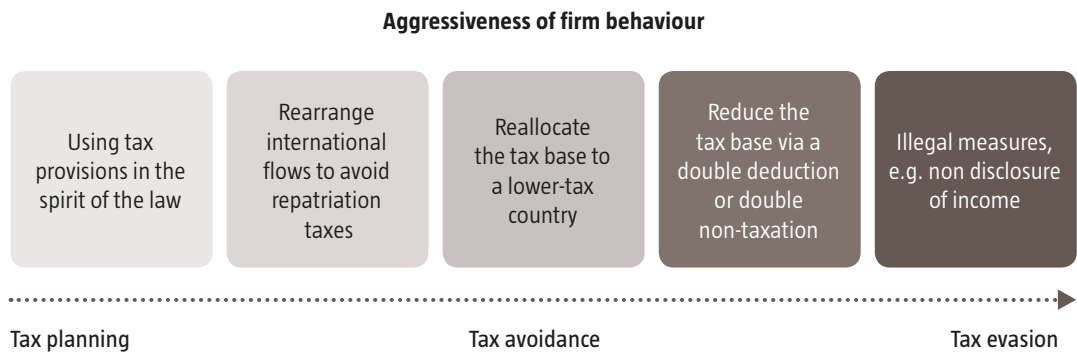 Aggressiveness of firm behaviour
Using tax
provisions in the
spirit of the law
Rearrange
international
flows to avoid
repatriation
taxes
Reallocate
the tax base to
a lower-tax
country
Reduce the
tax base via a
double deduction
or double
non-taxation
Illegal measures,
e.g. non disclosure
of income
Tax planning
Tax avoidance
Tax evasion